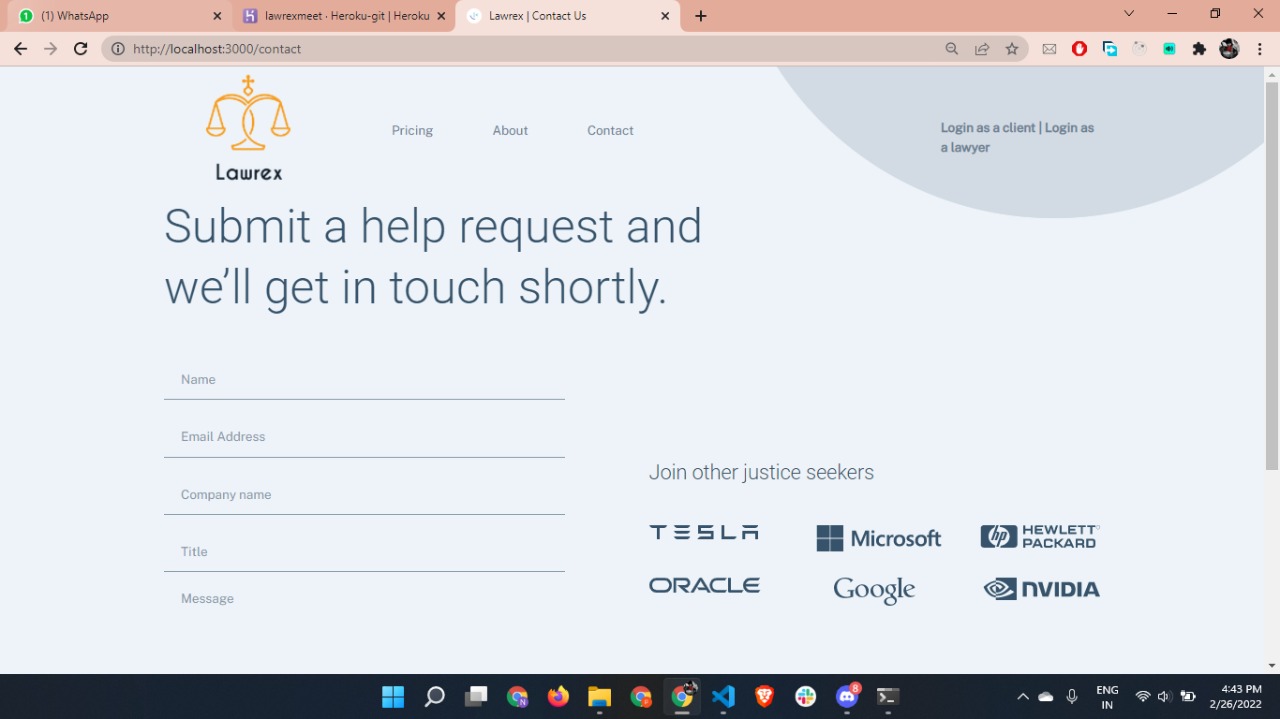 (1) WhatsApp
lawrexmeet · Heroku-git | Heroku
Lawrex | Contact Us
http://localhost:3000/contact
Pricing
About
Contact
Login as a client | Login as
a lawyer
Lawrex
Submit a help request and
we’ll get in touch shortly.
Name
Email Address
Company name
Title
Message
Join other justice seekers
TESLA
Microsoft
hp HEWLETT
PACKARD
ORACLE
Google
NVIDIA
8
ENG
IN
4:43 PM
2/26/2022